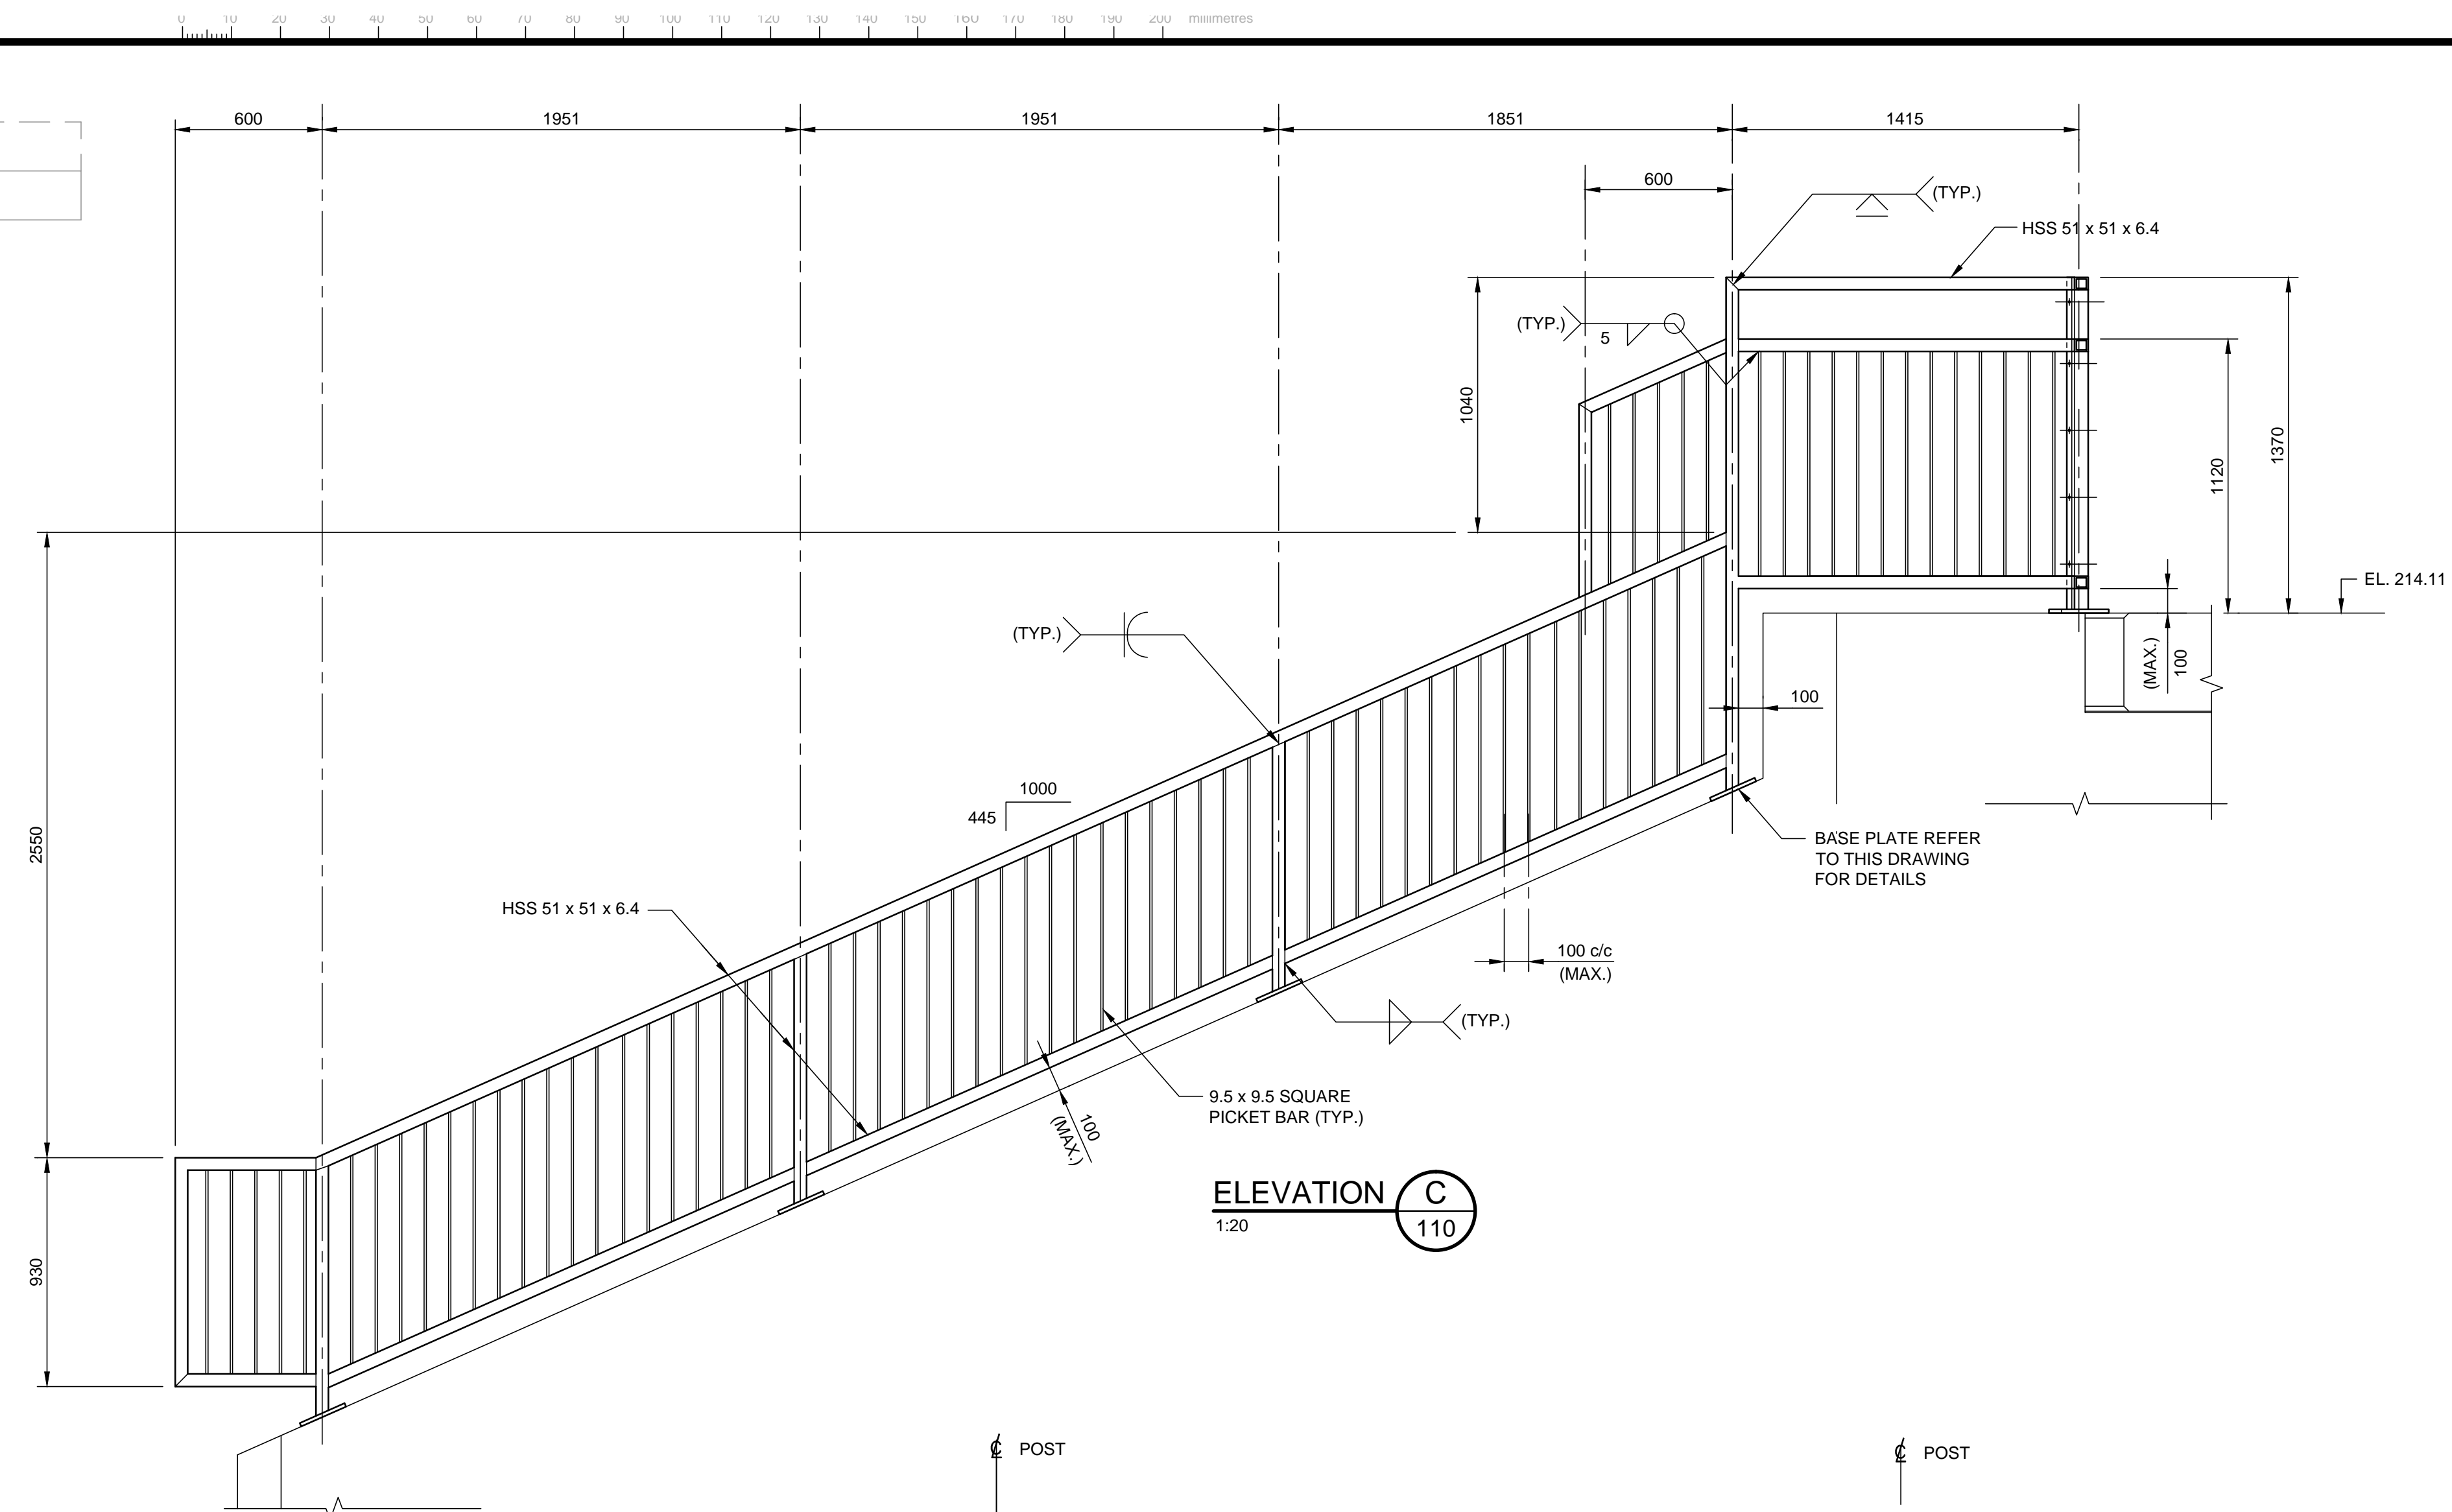 0 10 20 30 40 50 60 70 80 90 100 110 120 130 140 150 160 170 180 190 200 millimetres
600 1951 1951 1851 1415
600
(TYP.)
HSS 51 x 51 x 6.4
(TYP.)
5
1040
1370
1120
EL. 214.11
(TYP.)
(MAX.)
100
100
1000
445
2550
BASE PLATE REFER
TO THIS DRAWING
FOR DETAILS
HSS 51 x 51 x 6.4
100 c/c
(MAX.)
(TYP.)
9.5 x 9.5 SQUARE
PICKET BAR (TYP.)
100
(MAX.)
ELEVATION
1:20
C
110
930
℄ POST
℄ POST